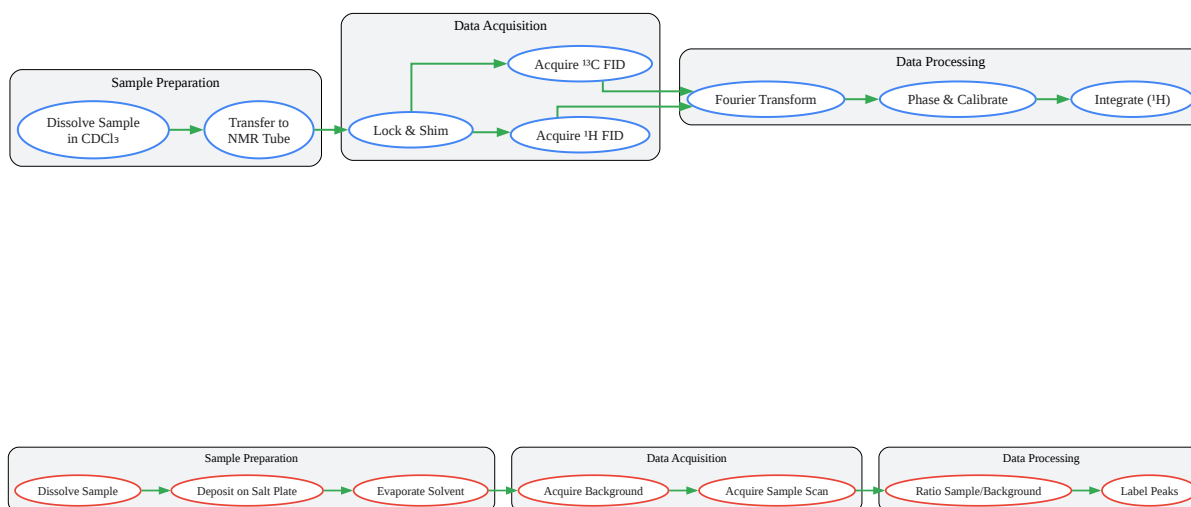 Sample Preparation
Dissolve Sample
in CDCl₃
Transfer to
NMR Tube
Data Acquisition
Lock & Shim
Acquire ¹³C FID
Acquire ¹H FID
Data Processing
Fourier Transform
Phase & Calibrate
Integrate (¹H)
Sample Preparation
Dissolve Sample
Deposit on Salt Plate
Evaporate Solvent
Data Acquisition
Acquire Background
Acquire Sample Scan
Data Processing
Ratio Sample/Background
Label Peaks